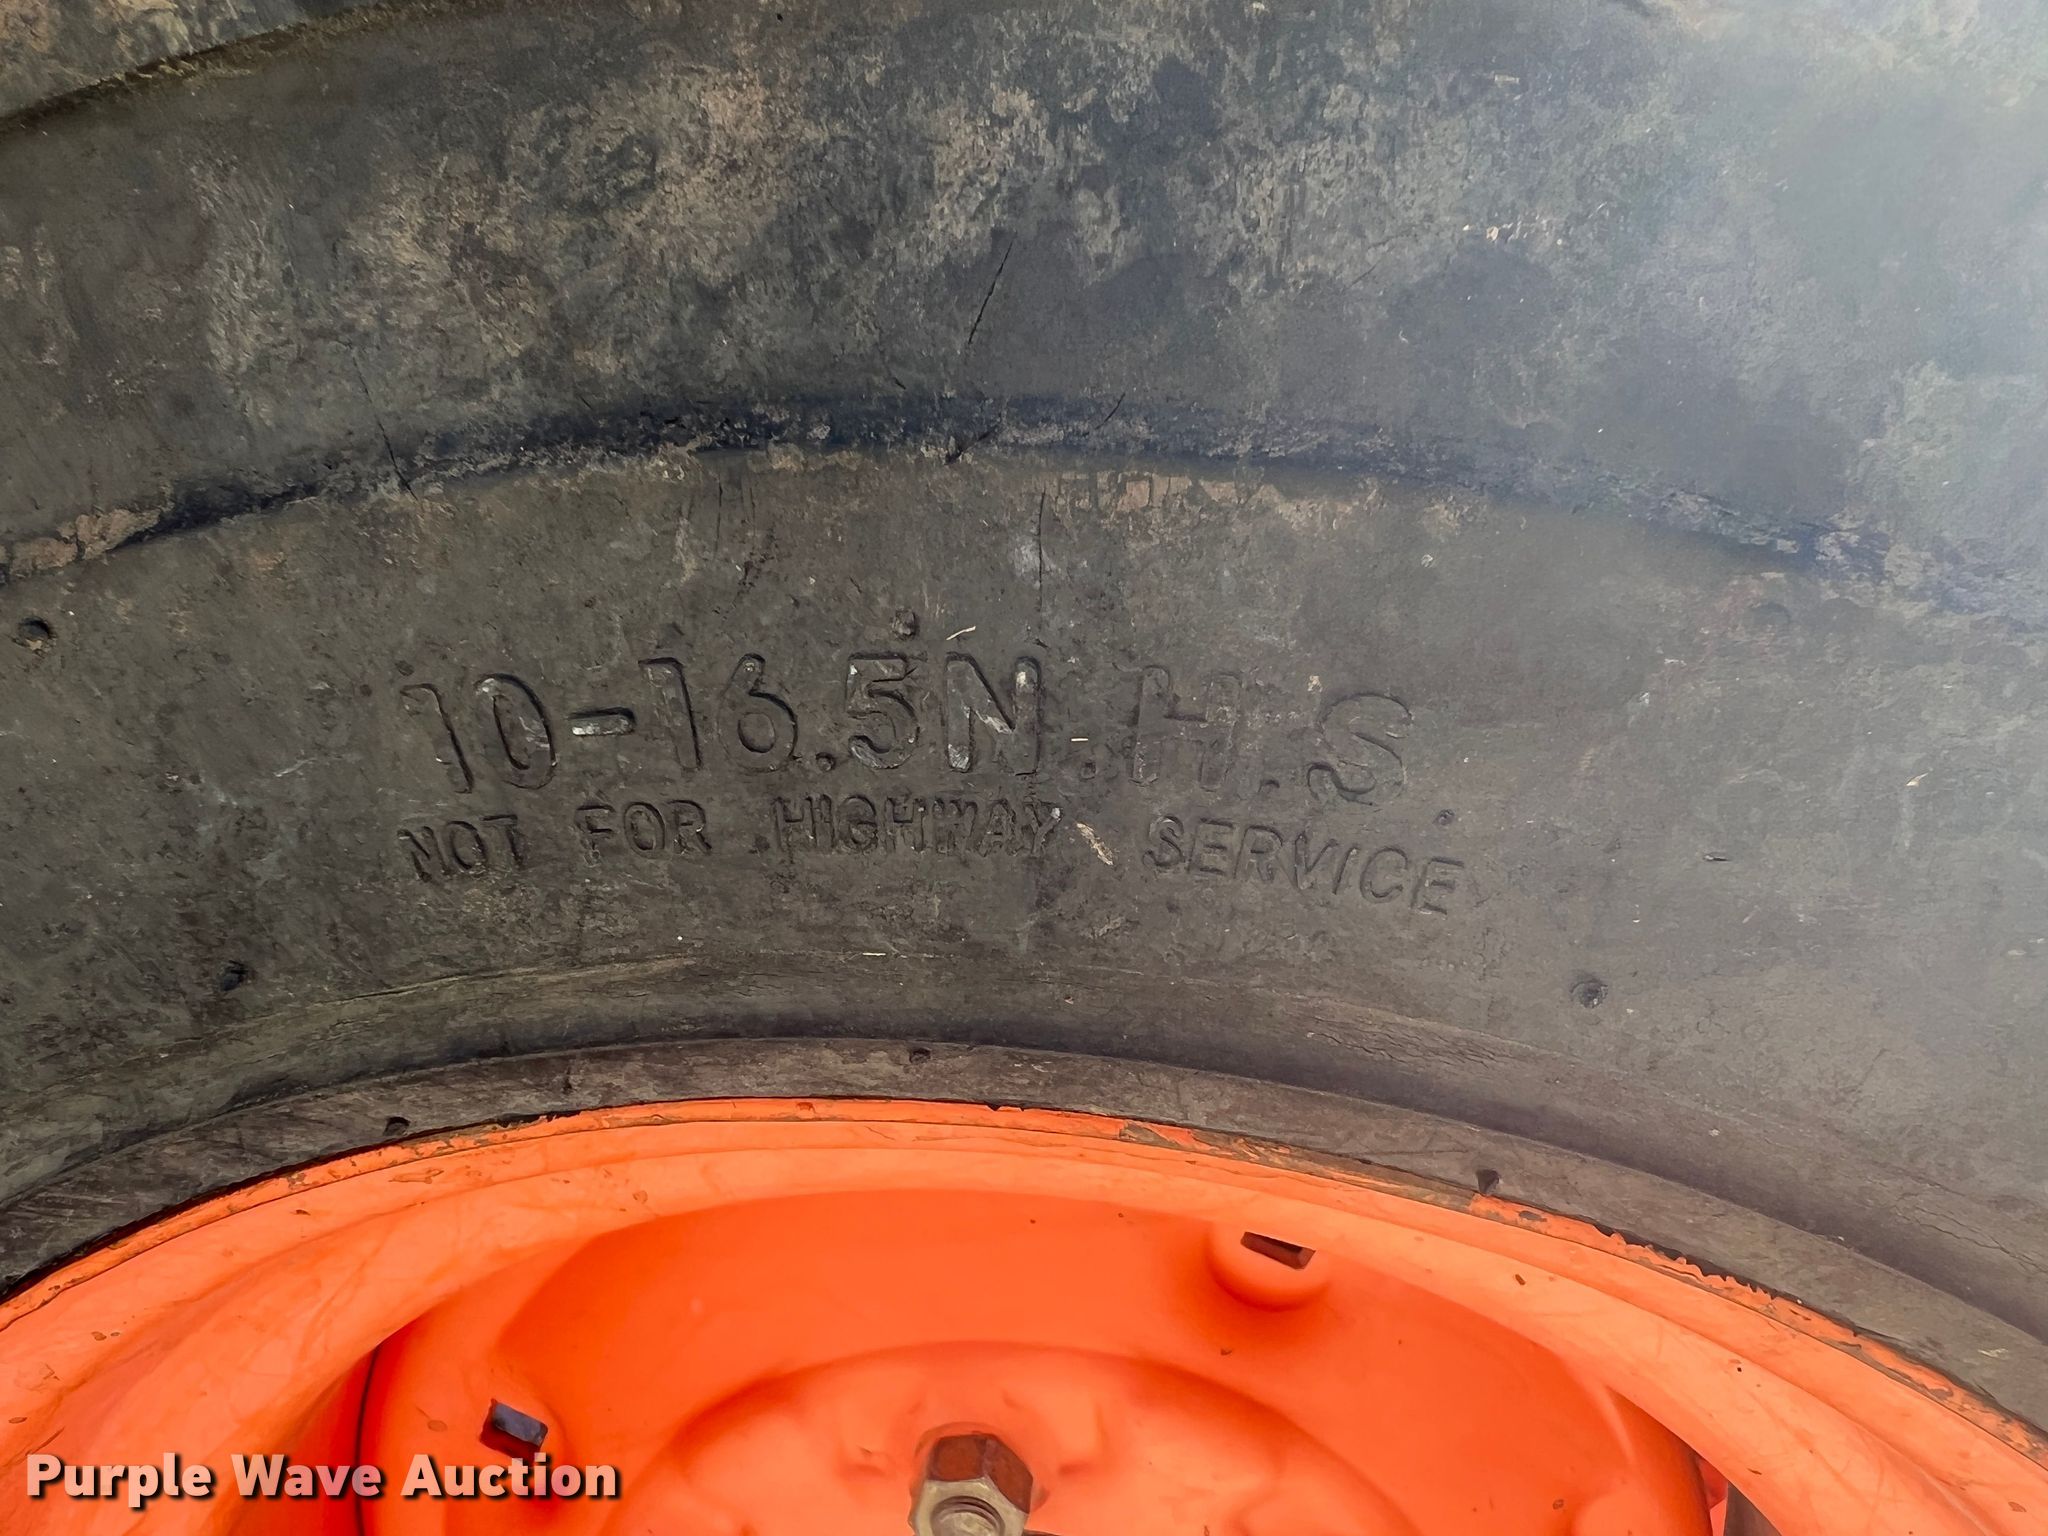 10-16.5N.H.S.
NOT FOR HIGHWAY SERVICE
Purple Wave Auction